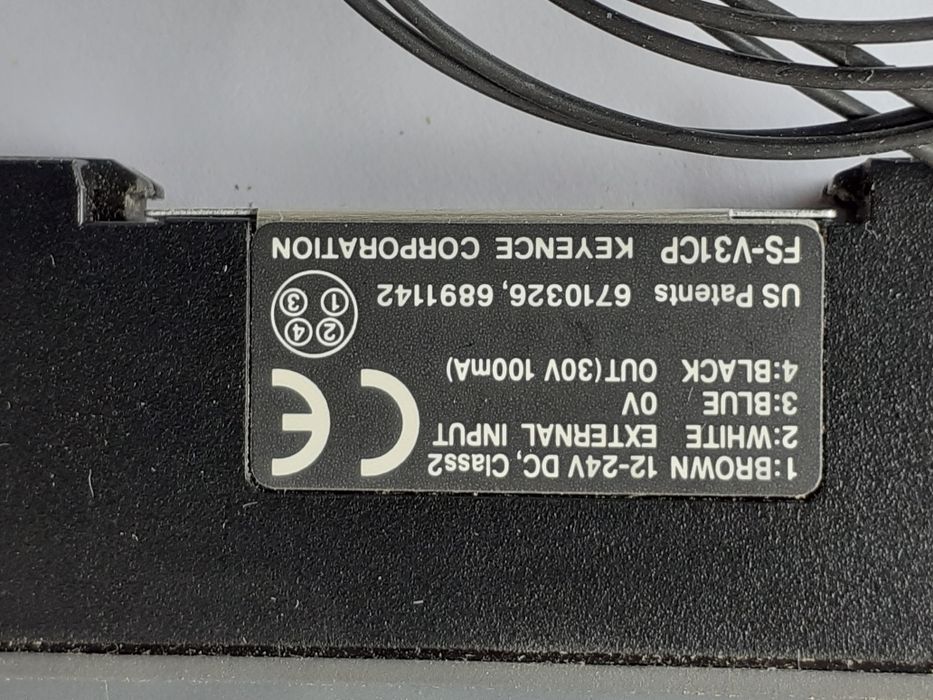 1:BROWN 12-24V DC, Class2
2:WHITE EXTERNAL INPUT
3:BLUE 0V
4:BLACK OUT(30V 100mA)
CE
US Patents 6710326, 6891142
2 4
1 3
FS-V31CP KEYENCE CORPORATION